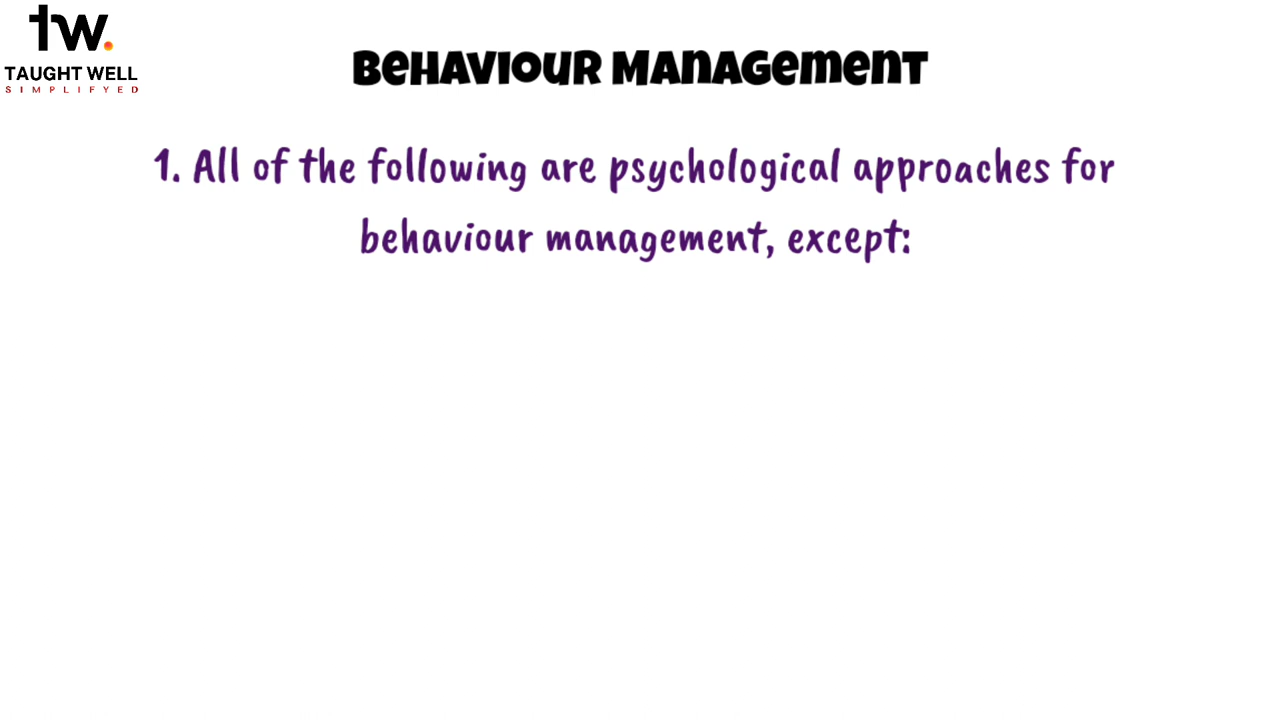 tw.
TAUGHT WELL
SIMPLIFYED
Behaviour Management
1. All of the following are psychological approaches for
behaviour management, except: